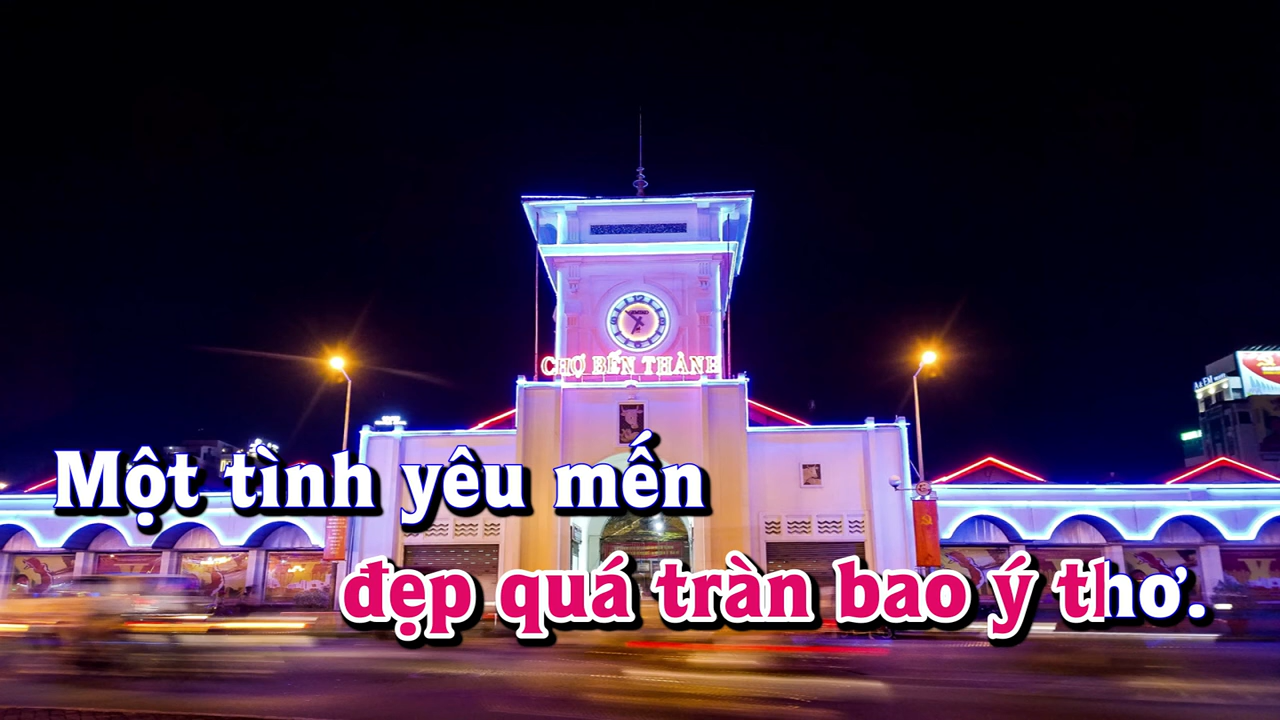 CHỢ BẾN THÀNH
Một tình yêu mến
đẹp quá tràn bao ý thơ.